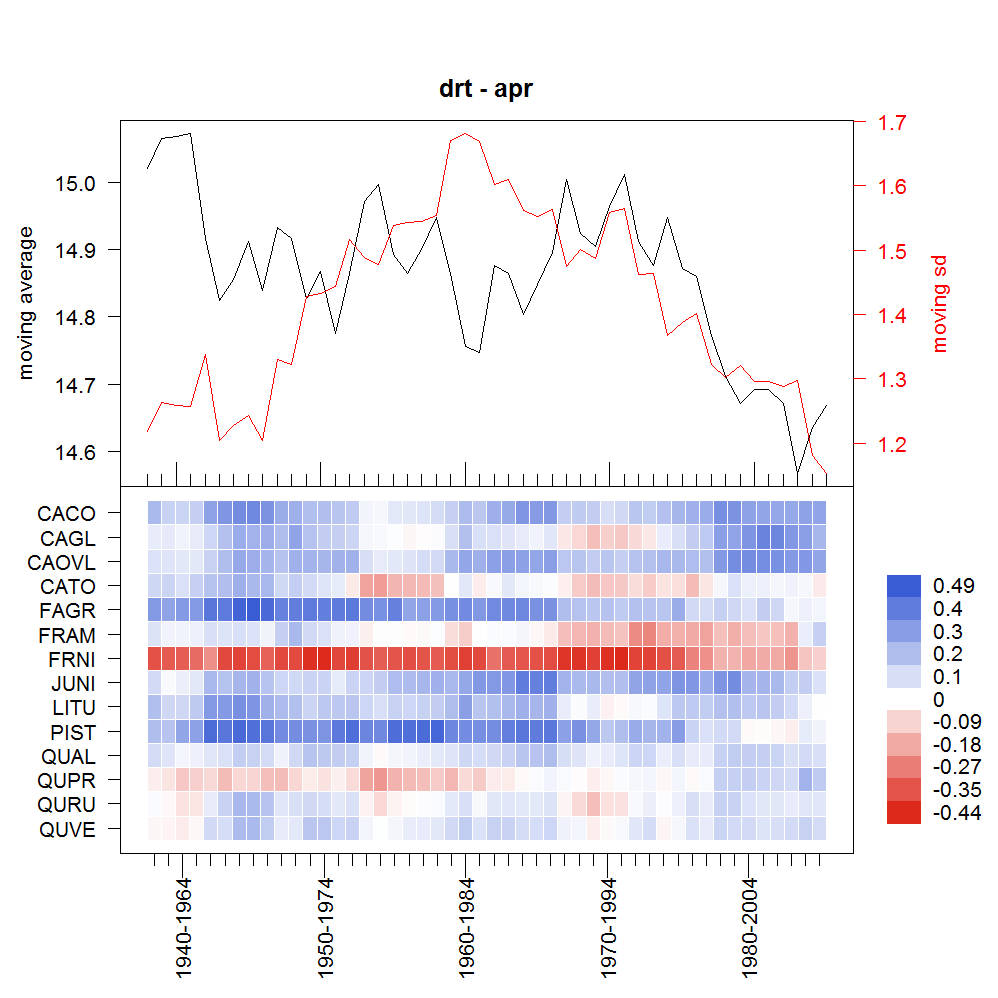 drt - apr
moving average
15.0
14.9
14.8
14.7
14.6
1.7
1.6
1.5
1.4
1.3
1.2
moving sd
CACO
CAGL
CAOVL
CATO
FAGR
FRAM
FRNI
JUNI
LITU
PIST
QUAL
QUPR
QURU
QUVE
0.49
0.4
0.3
0.2
0.1
0
-0.09
-0.18
-0.27
-0.35
-0.44
1940-1964
1950-1974
1960-1984
1970-1994
1980-2004